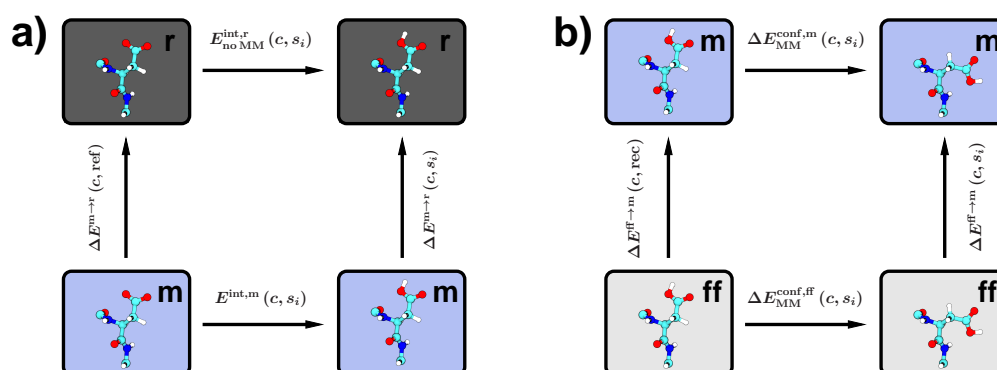 a)
r
E^{int,r}_{no MM} (c, s_i)
r
ΔE^{m→r} (c, ref)
ΔE^{m→r} (c, s_i)
m
E^{int,m} (c, s_i)
m
b)
m
ΔE^{conf,m}_{MM} (c, s_i)
m
ΔE^{ff→m} (c, rec)
ΔE^{ff→m} (c, s_i)
ff
ΔE^{conf,ff}_{MM} (c, s_i)
ff